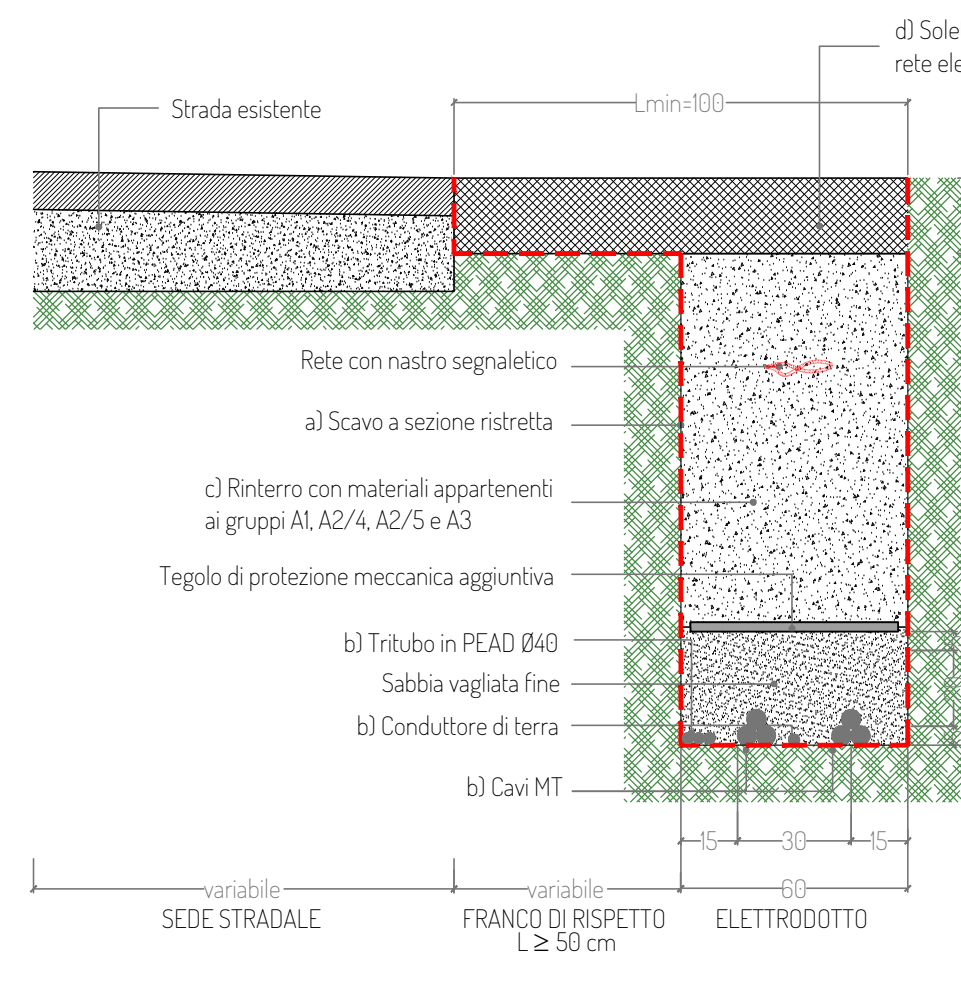 d) Sole
rete ele
Lmin=100
Strada esistente
Rete con nastro segnaletico
a) Scavo a sezione ristretta
c) Rinterro con materiali appartenenti
ai gruppi A1, A2/4, A2/5 e A3
Tegolo di protezione meccanica aggiuntiva
b) Tritubo in PEAD Ø40
Sabbia vagliata fine
b) Conduttore di terra
b) Cavi MT
15 30 15
variabile variabile 60
SEDE STRADALE FRANCO DI RISPETTO ELETTRODOTTO
L ≥ 50 cm